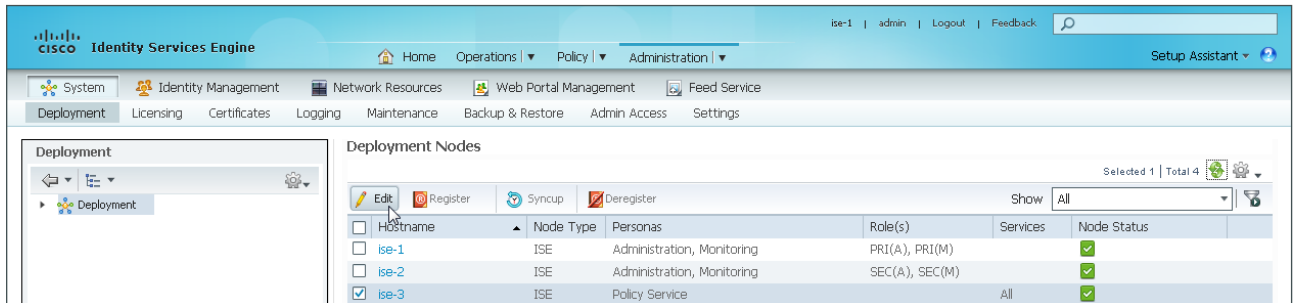 ise-1 | admin | Logout | Feedback
CISCO Identity Services Engine
Home Operations | Policy | Administration | Setup Assistant
System Identity Management Network Resources Web Portal Management Feed Service
Deployment Licensing Certificates Logging Maintenance Backup & Restore Admin Access Settings
Deployment
Deployment
Deployment Nodes
Selected 1 | Total 4
Edit Register Syncup Deregister Show All
Hostname Node Type Personas Role(s) Services Node Status
ise-1 ISE Administration, Monitoring PRI(A), PRI(M)
ise-2 ISE Administration, Monitoring SEC(A), SEC(M)
ise-3 ISE Policy Service All